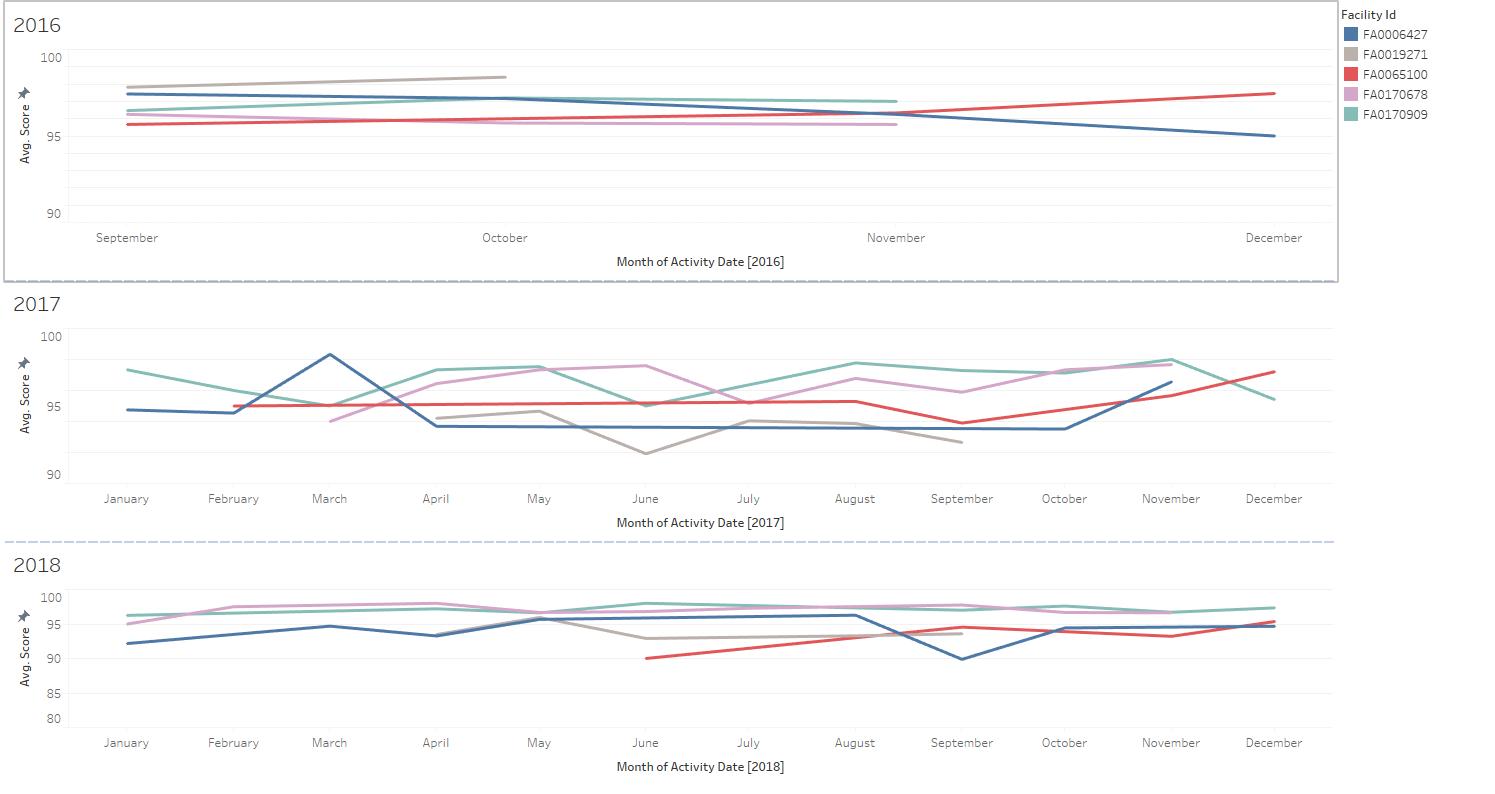 2016
100
95
90
Avg. Score
September October November December
Month of Activity Date [2016]
Facility Id
FA0006427
FA0019271
FA0065100
FA0170678
FA0170909
2017
100
95
90
Avg. Score
January February March April May June July August September October November December
Month of Activity Date [2017]
2018
100
95
90
85
80
Avg. Score
January February March April May June July August September October November December
Month of Activity Date [2018]